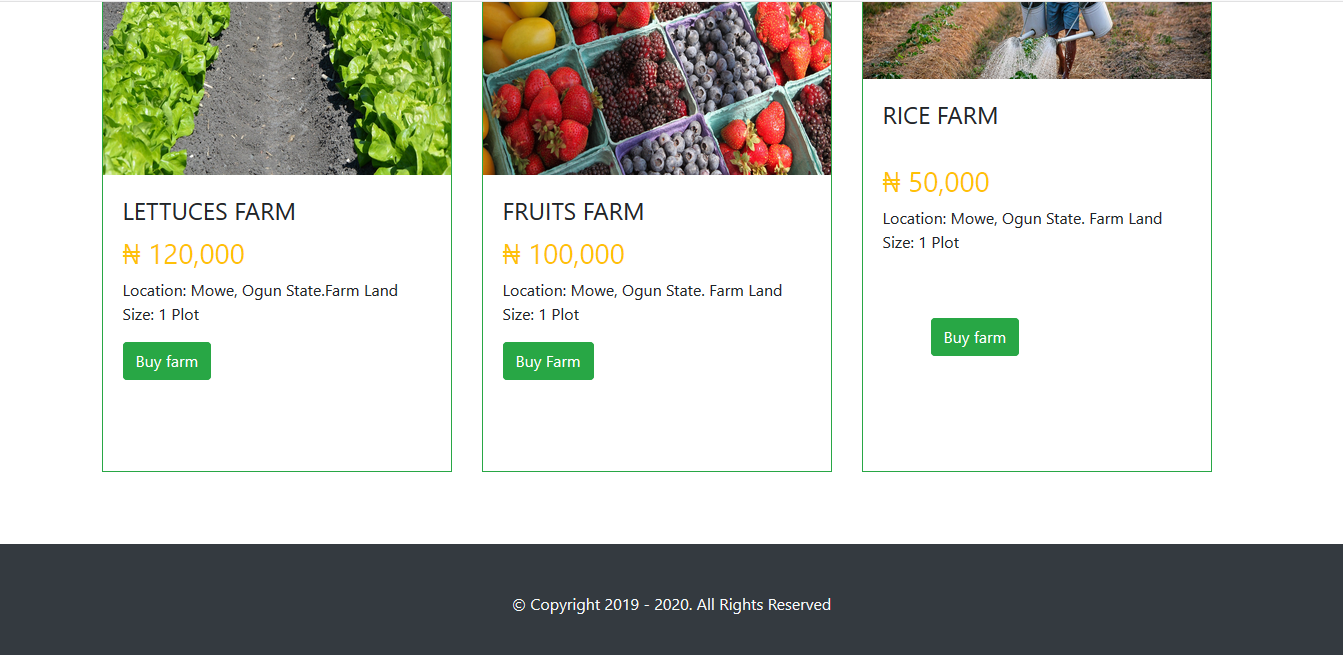 LETTUCES FARM
₦ 120,000
Location: Mowe, Ogun State.Farm Land
Size: 1 Plot
Buy farm
FRUITS FARM
₦ 100,000
Location: Mowe, Ogun State. Farm Land
Size: 1 Plot
Buy Farm
RICE FARM
₦ 50,000
Location: Mowe, Ogun State. Farm Land
Size: 1 Plot
Buy farm
© Copyright 2019 - 2020. All Rights Reserved